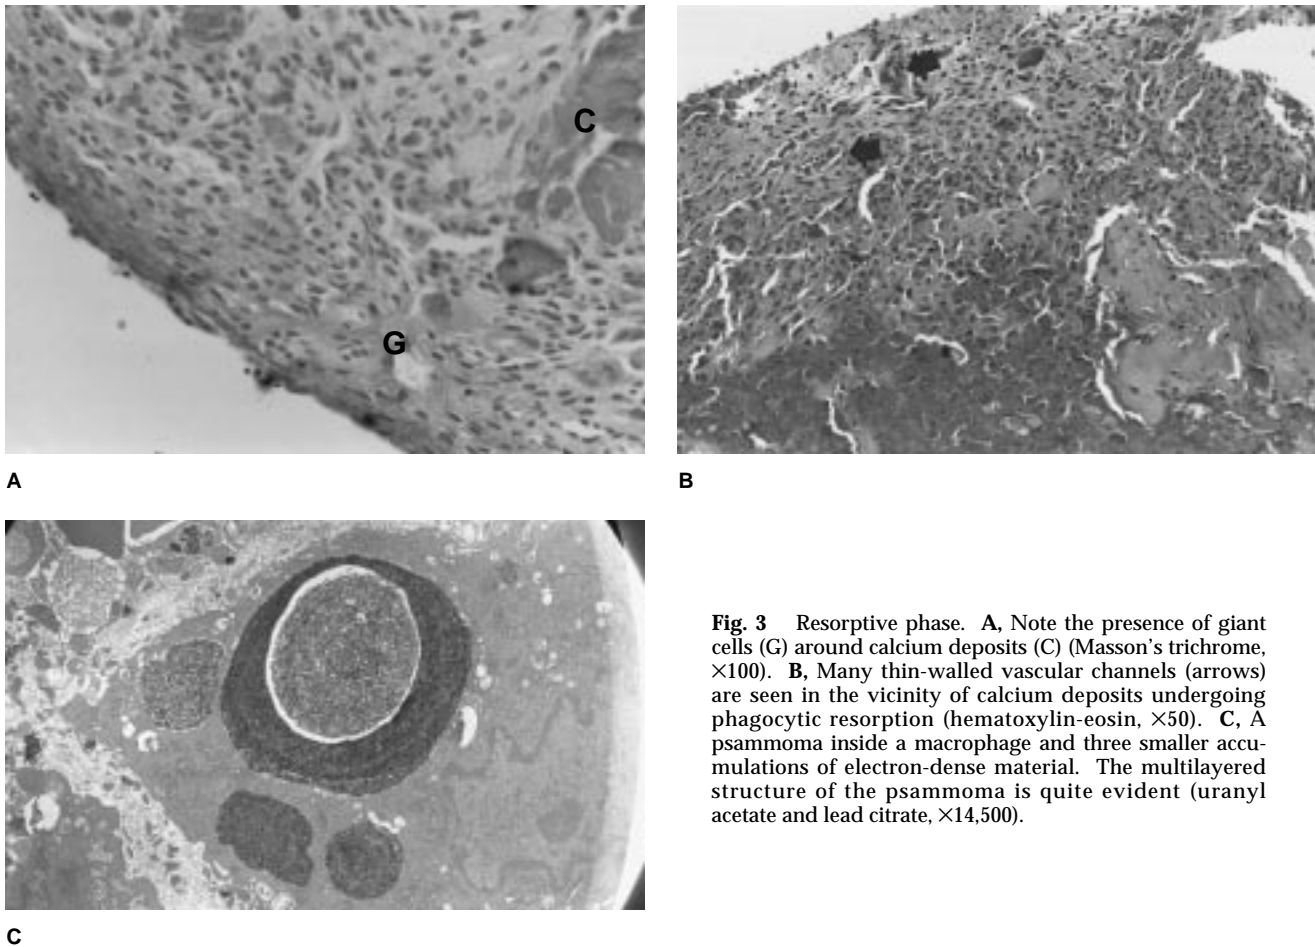 C
G
A
B
C
Fig. 3 Resorptive phase. A, Note the presence of giant
cells (G) around calcium deposits (C) (Masson's trichrome,
×100). B, Many thin-walled vascular channels (arrows)
are seen in the vicinity of calcium deposits undergoing
phagocytic resorption (hematoxylin-eosin, ×50). C, A
psammoma inside a macrophage and three smaller accu-
mulations of electron-dense material. The multilayered
structure of the psammoma is quite evident (uranyl
acetate and lead citrate, ×14,500).